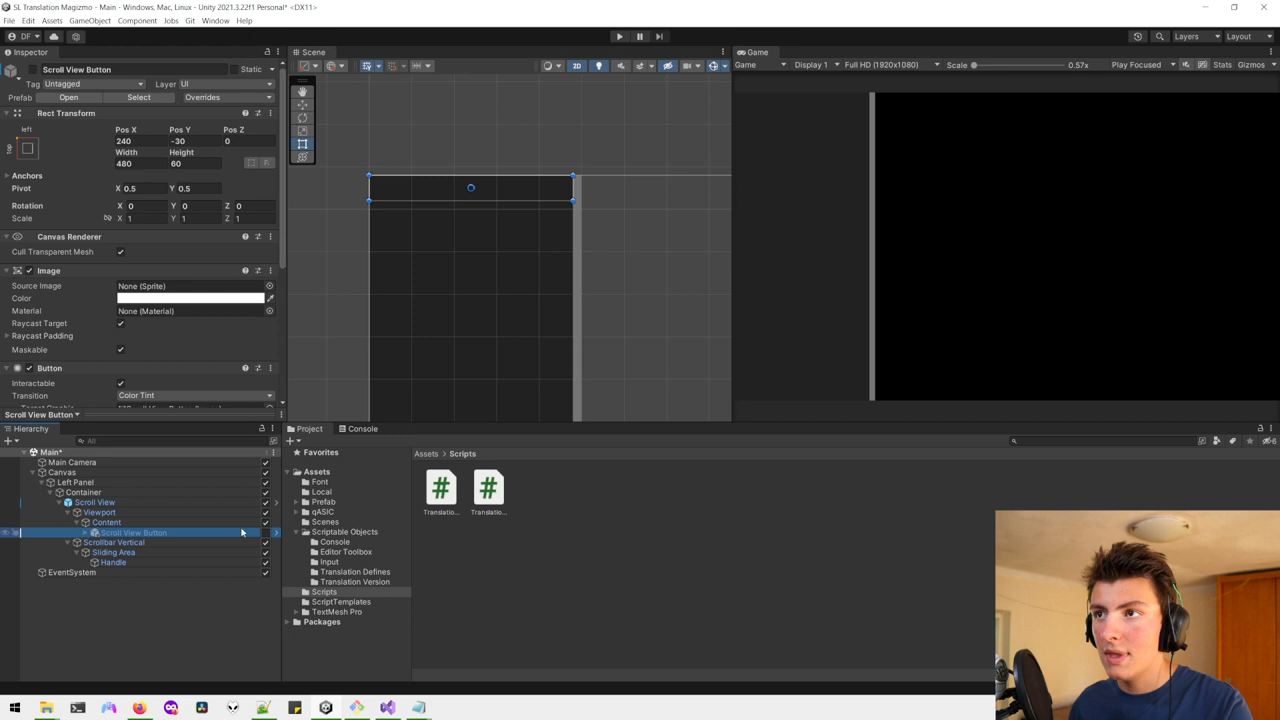 SL Translation Magizmo - Main - Windows, Mac, Linux - Unity 2021.3.22f1 Personal* <DX11>
File Edit Assets GameObject Component Jobs Git Window Help
DF Layers Layout
Inspector
Scroll View Button Static
Tag Untagged Layer UI
Prefab Open Select Overrides
Rect Transform
left
top
Pos X Pos Y Pos Z
240 -30 0
Width Height
480 60
Anchors
Pivot X 0.5 Y 0.5
Rotation X 0 Y 0 Z 0
Scale X 1 Y 1 Z 1
Canvas Renderer
Cull Transparent Mesh
Image
Source Image None (Sprite)
Color
Material None (Material)
Raycast Target
Raycast Padding
Maskable
Button
Interactable
Transition Color Tint
Scroll View Button
Scene
2D
Game
Game Display 1 Full HD (1920x1080) Scale 0.57x Play Focused Stats Gizmos
Hierarchy
All
Main*
Main Camera
Canvas
Left Panel
Container
Scroll View
Viewport
Content
Scroll View Button
Scrollbar Vertical
Sliding Area
Handle
EventSystem
Project Console
6
Favorites
Assets
Font
Local
Prefab
qASIC
Scenes
Scriptable Objects
Console
Editor Toolbox
Input
Translation Defines
Translation Version
Scripts
ScriptTemplates
TextMesh Pro
Packages
Assets > Scripts
# #
Translatio... Translatio...